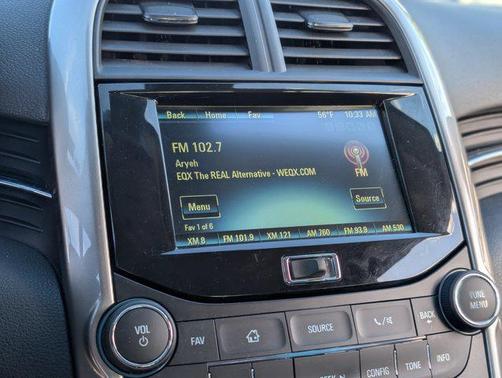 Back Home Fav 56°F 10:33 AM
FM 102.7
Aryeh
EQX The REAL Alternative - WEQX.COM
FM
Menu
Source
Fav 1 of 6
XM 8 FM 101.9 XM 121 AM 760 FM 93.9 AM 530
VOL
FAV
SOURCE
BACK
TUNE
MENU
CONFIG
TONE
INFO